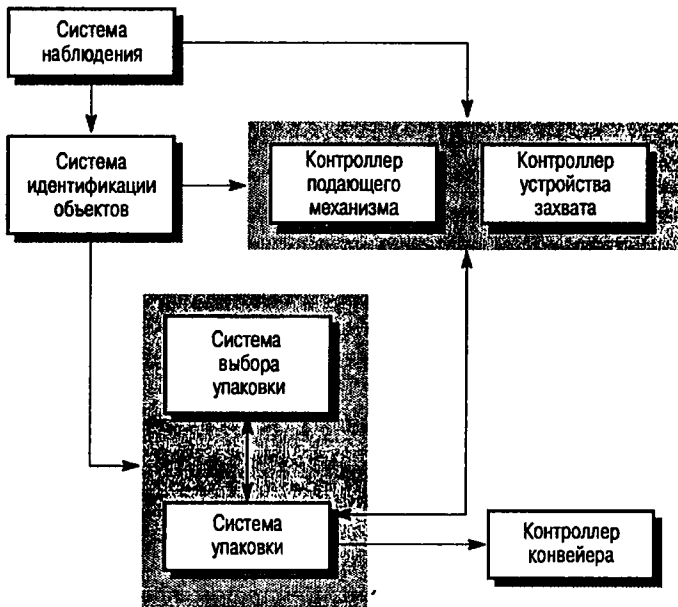 Система
наблюдения
Система
идентификации
объектов
Контроллер
подающего
механизма
Контроллер
устройства
захвата
Система
выбора
упаковки
Система
упаковки
Контроллер
конвейера